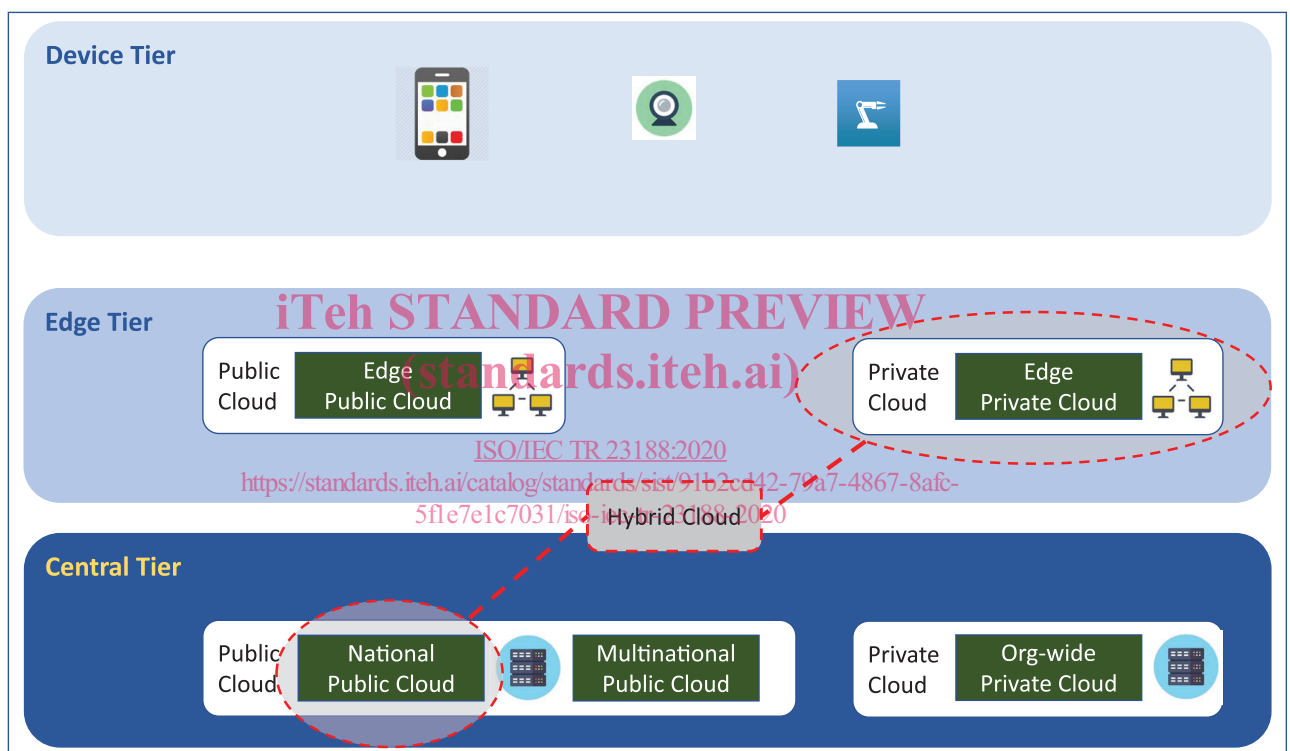 Device Tier
iTeh STANDARD PREVIEW
Edge Tier
(standards.iteh.ai)
Public
Cloud
Edge
Public Cloud
Private
Cloud
Edge
Private Cloud
ISO/IEC TR 23188:2020
https://standards.iteh.ai/catalog/standards/sist/91b2cd42-79a7-4867-8afc-
5f1e7e1c7031/iso-iec-tr-23188-2020
Hybrid Cloud
Central Tier
Public
Cloud
National
Public Cloud
Multinational
Public Cloud
Private
Cloud
Org-wide
Private Cloud